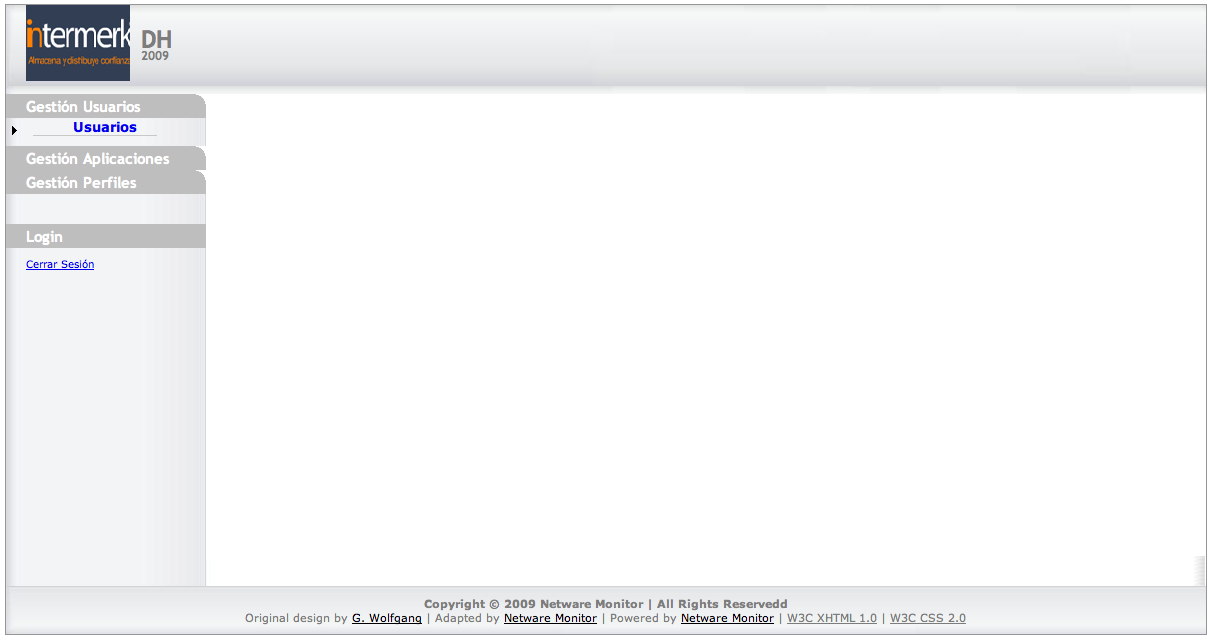 intermerk
Almacena y distibuye confianza
DH
2009
Gestión Usuarios
Usuarios
Gestión Aplicaciones
Gestión Perfiles
Login
Cerrar Sesión
Copyright © 2009 Netware Monitor | All Rights Reservedd
Original design by G. Wolfgang | Adapted by Netware Monitor | Powered by Netware Monitor | W3C XHTML 1.0 | W3C CSS 2.0